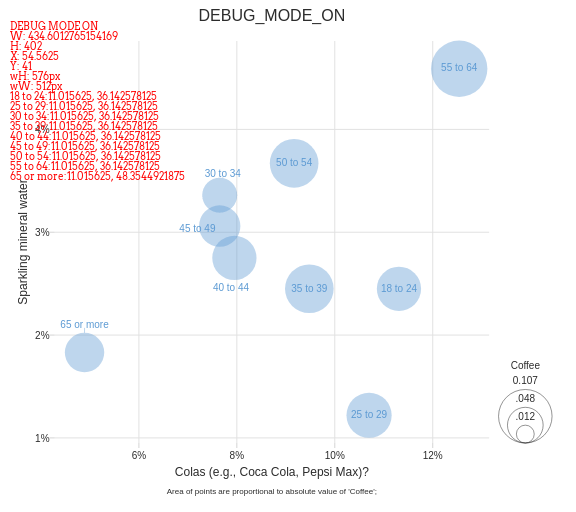 DEBUG_MODE_ON
DEBUG MODE ON
W: 434.6012765154169
H: 402
X: 54.5625
Y: 41
wH: 576px
wW: 512px
18 to 24:11.015625, 36.142578125
25 to 29:11.015625, 36.142578125
30 to 34:11.015625, 36.142578125
35 to 39:11.015625, 36.142578125
40 to 44:11.015625, 36.142578125
45 to 49:11.015625, 36.142578125
50 to 54:11.015625, 36.142578125
55 to 64:11.015625, 36.142578125
65 or more:11.015625, 48.3544921875
55 to 64
4%
50 to 54
30 to 34
Sparkling mineral water
45 to 49
3%
40 to 44
35 to 39
18 to 24
65 or more
2%
25 to 29
1%
Coffee
0.107
.048
.012
6%
8%
10%
12%
Colas (e.g., Coca Cola, Pepsi Max)?
Area of points are proportional to absolute value of 'Coffee';